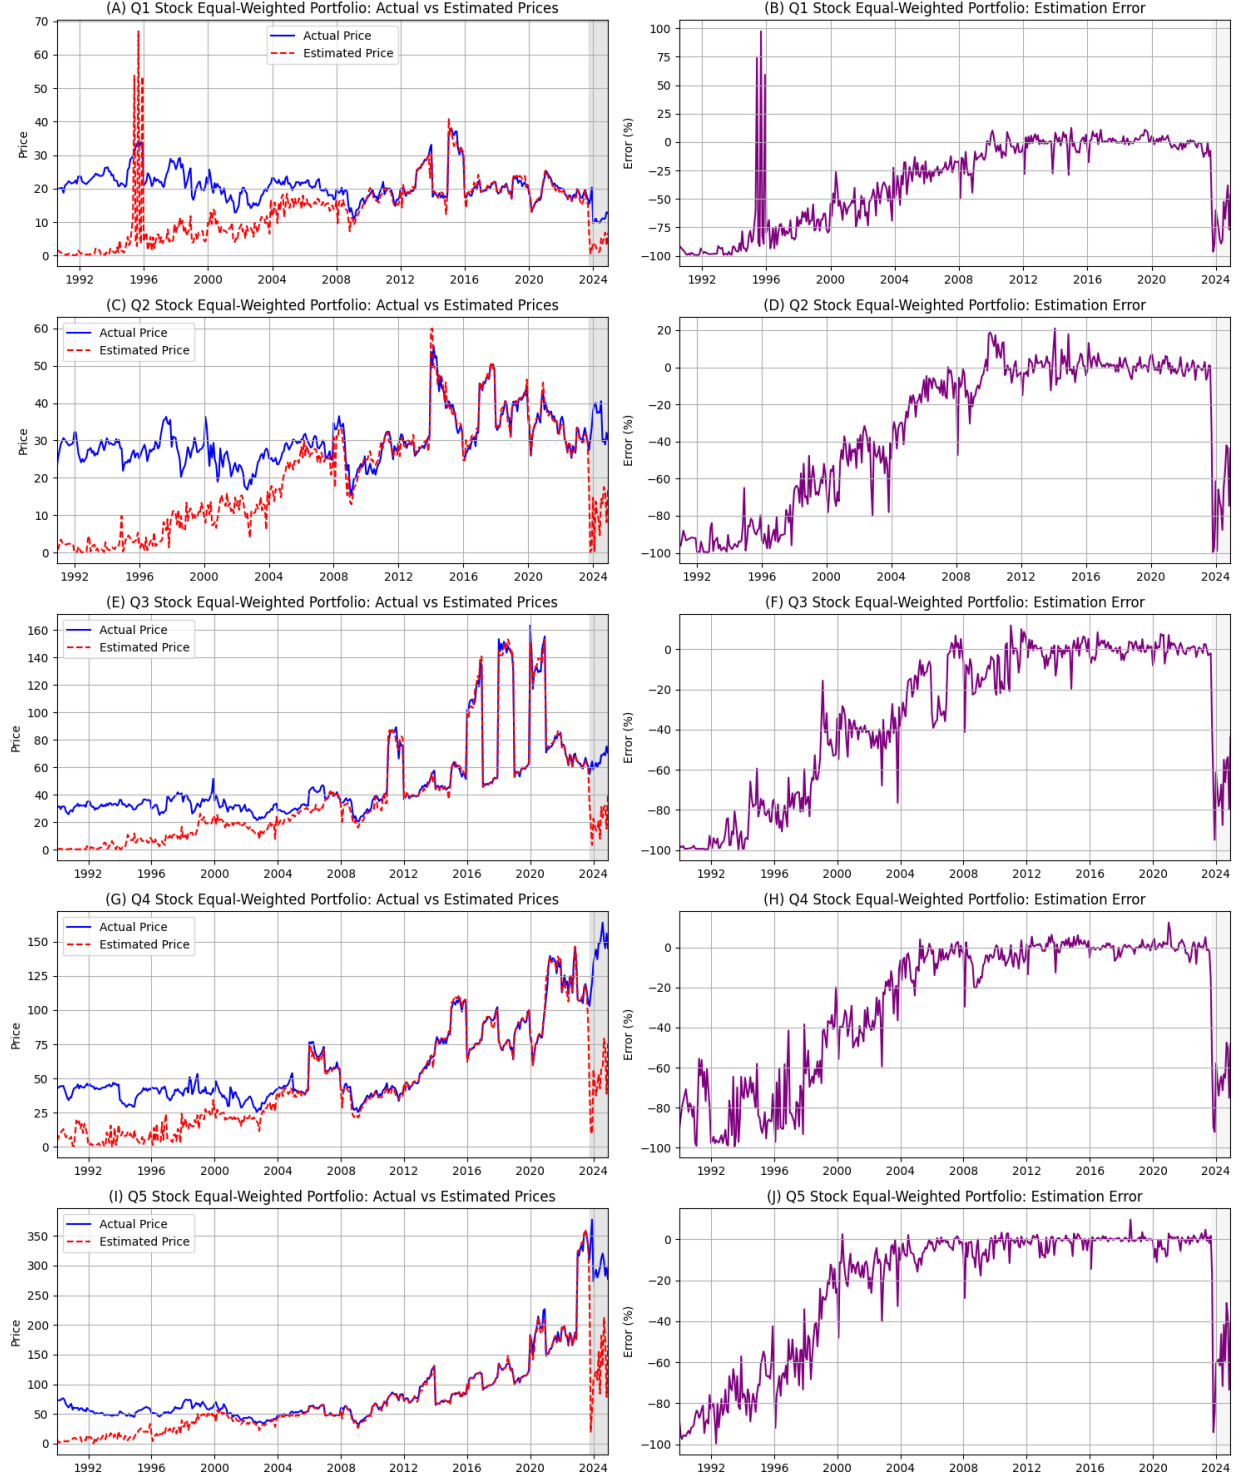 (A) Q1 Stock Equal-Weighted Portfolio: Actual vs Estimated Prices
Price
70
60
50
40
30
20
10
0
Actual Price
Estimated Price
1992 1996 2000 2004 2008 2012 2016 2020 2024
(B) Q1 Stock Equal-Weighted Portfolio: Estimation Error
Error (%)
100
75
50
25
0
−25
−50
−75
−100
1992 1996 2000 2004 2008 2012 2016 2020 2024
(C) Q2 Stock Equal-Weighted Portfolio: Actual vs Estimated Prices
Price
60
50
40
30
20
10
0
Actual Price
Estimated Price
1992 1996 2000 2004 2008 2012 2016 2020 2024
(D) Q2 Stock Equal-Weighted Portfolio: Estimation Error
Error (%)
20
0
−20
−40
−60
−80
−100
1992 1996 2000 2004 2008 2012 2016 2020 2024
(E) Q3 Stock Equal-Weighted Portfolio: Actual vs Estimated Prices
Price
160
140
120
100
80
60
40
20
0
Actual Price
Estimated Price
1992 1996 2000 2004 2008 2012 2016 2020 2024
(F) Q3 Stock Equal-Weighted Portfolio: Estimation Error
Error (%)
0
−20
−40
−60
−80
−100
1992 1996 2000 2004 2008 2012 2016 2020 2024
(G) Q4 Stock Equal-Weighted Portfolio: Actual vs Estimated Prices
Price
150
125
100
75
50
25
0
Actual Price
Estimated Price
1992 1996 2000 2004 2008 2012 2016 2020 2024
(H) Q4 Stock Equal-Weighted Portfolio: Estimation Error
Error (%)
0
−20
−40
−60
−80
−100
1992 1996 2000 2004 2008 2012 2016 2020 2024
(I) Q5 Stock Equal-Weighted Portfolio: Actual vs Estimated Prices
Price
350
300
250
200
150
100
50
0
Actual Price
Estimated Price
1992 1996 2000 2004 2008 2012 2016 2020 2024
(J) Q5 Stock Equal-Weighted Portfolio: Estimation Error
Error (%)
0
−20
−40
−60
−80
−100
1992 1996 2000 2004 2008 2012 2016 2020 2024